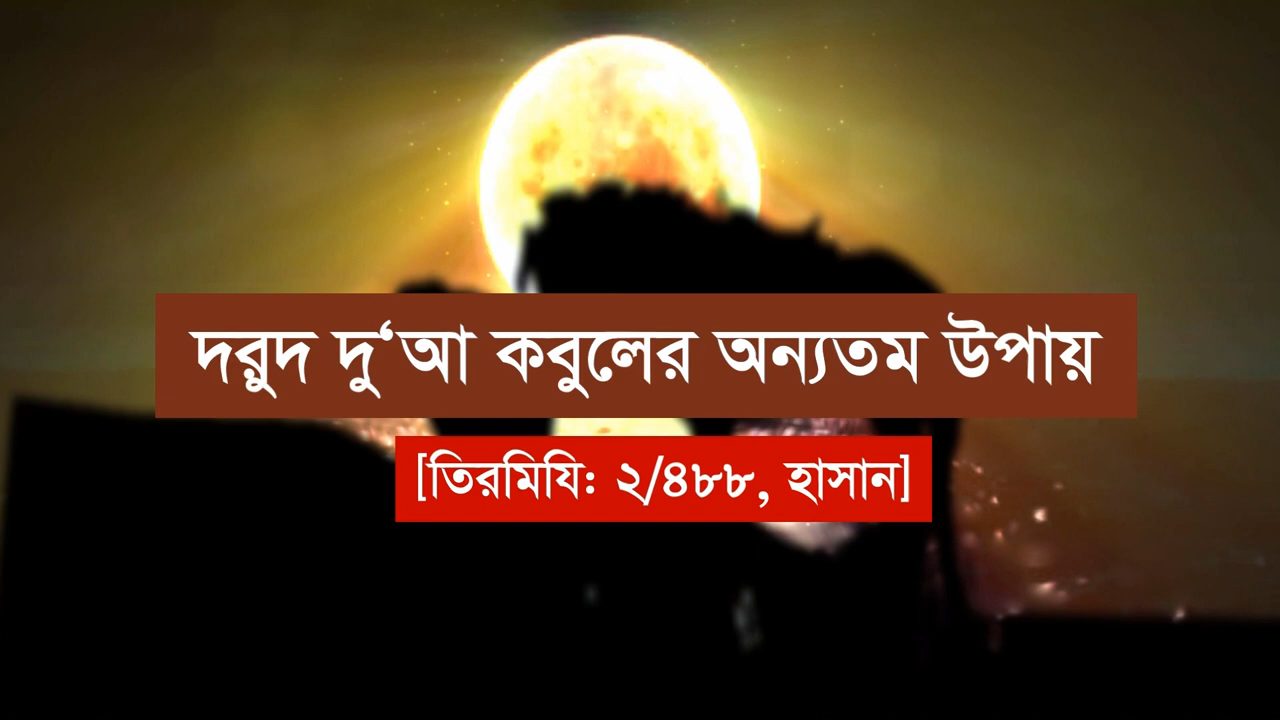 দরুদ দু‘আ কবুলের অন্যতম উপায়
[তিরমিযি: ২/৪৮৮, হাসান]